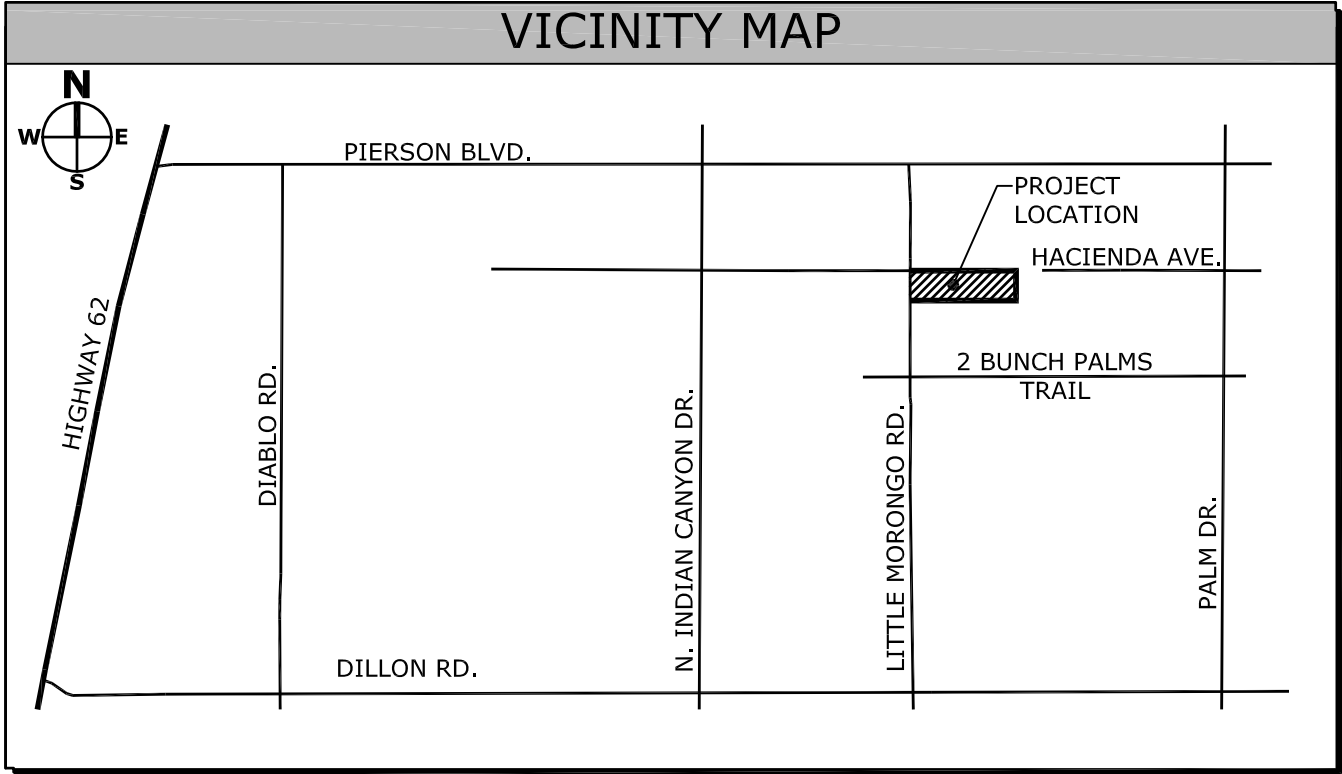 VICINITY MAP
N
W
E
S
PIERSON BLVD.
PROJECT
LOCATION
HACIENDA AVE.
HIGHWAY 62
DIABLO RD.
N. INDIAN CANYON DR.
LITTLE MORONGO RD.
2 BUNCH PALMS
TRAIL
PALM DR.
DILLON RD.